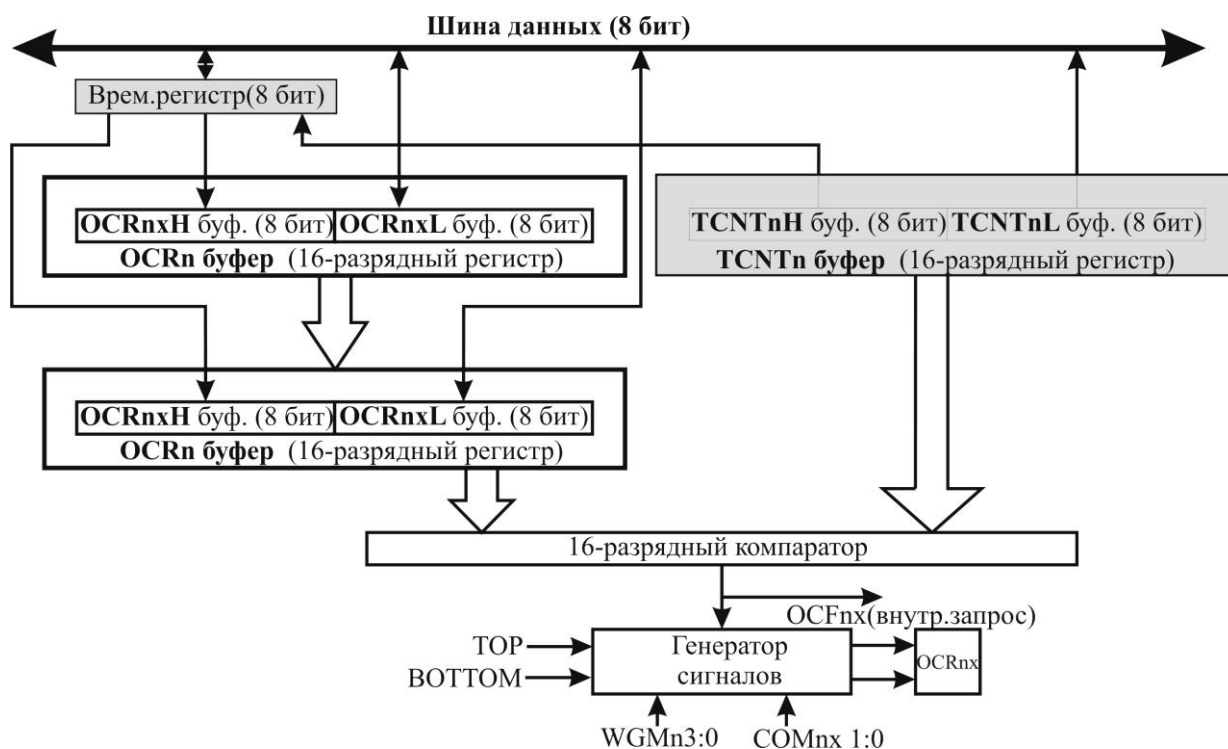 Шина данных (8 бит)
Врем.регистр(8 бит)
OCRnxH буф. (8 бит) OCRnxL буф. (8 бит)
OCRn буфер (16-разрядный регистр)
TCNTnH буф. (8 бит) TCNTnL буф. (8 бит)
TCNTn буфер (16-разрядный регистр)
OCRnxH буф. (8 бит) OCRnxL буф. (8 бит)
OCRn буфер (16-разрядный регистр)
16-разрядный компаратор
OCFnx(внутр.запрос)
TOP
BOTTOM
Генератор
сигналов
OCRnx
WGMn3:0
COMnx 1:0